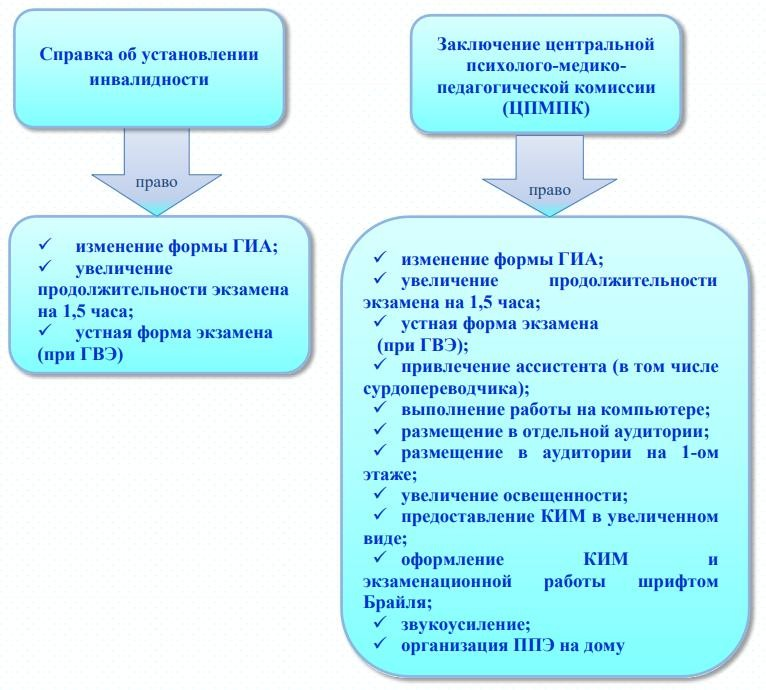 Справка об установлении
инвалидности
право
✓ изменение формы ГИА;
✓ увеличение
продолжительности экзамена
на 1,5 часа;
✓ устная форма экзамена
(при ГВЭ)
Заключение центральной
психолого-медико-
педагогической комиссии
(ЦПМПК)
право
✓ изменение формы ГИА;
✓ увеличение продолжительности
экзамена на 1,5 часа;
✓ устная форма экзамена
(при ГВЭ);
✓ привлечение ассистента (в том числе
сурдопереводчика);
✓ выполнение работы на компьютере;
✓ размещение в отдельной аудитории;
✓ размещение в аудитории на 1-ом
этаже;
✓ увеличение освещенности;
✓ предоставление КИМ в увеличенном
виде;
✓ оформление КИМ и
экзаменационной работы шрифтом
Брайля;
✓ звукоусиление;
✓ организация ППЭ на дому